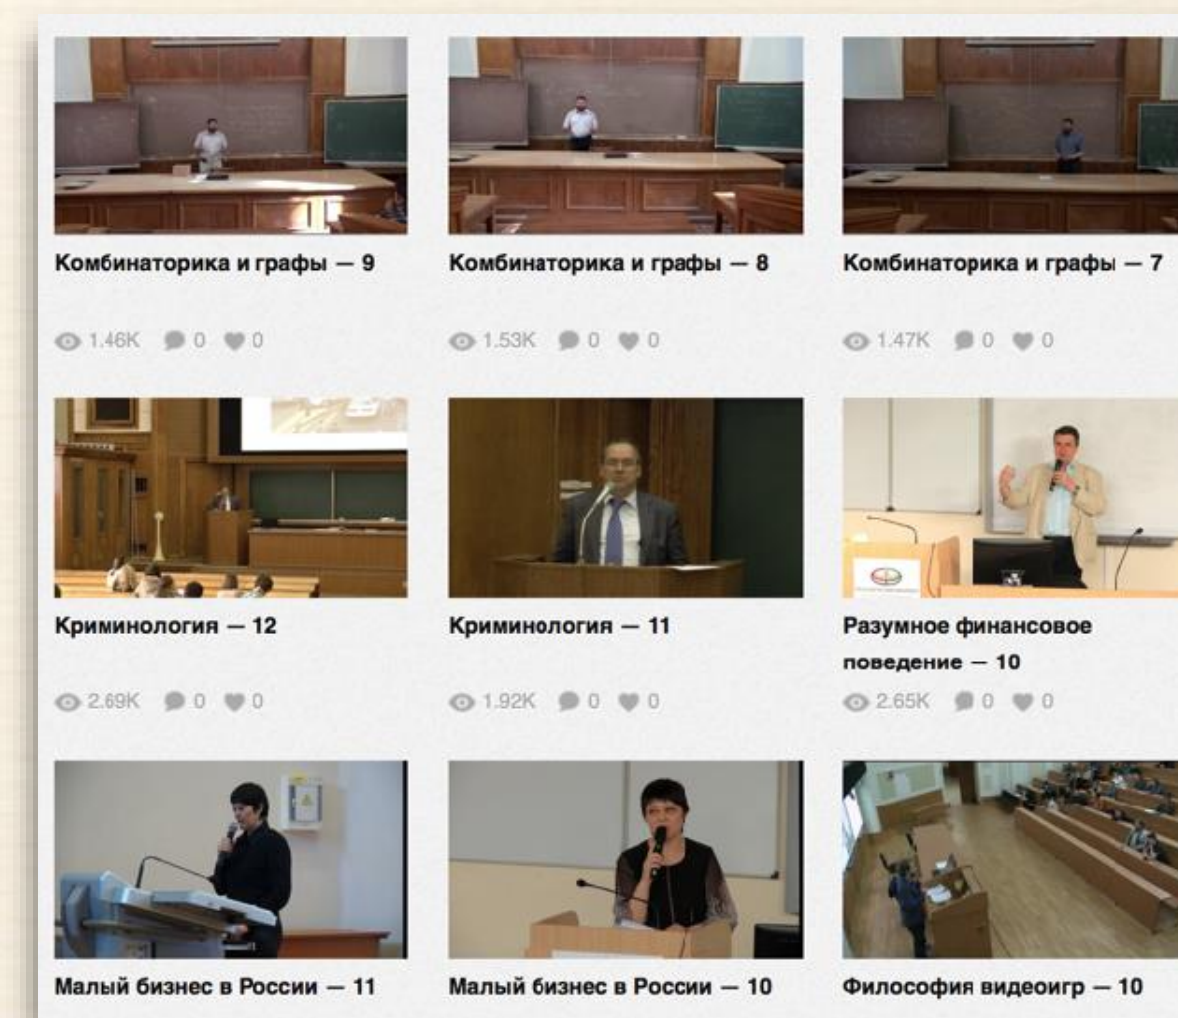 Комбинаторика и графы — 9
Комбинаторика и графы — 8
Комбинаторика и графы — 7
1.46K 0 0
1.53K 0 0
1.47K 0 0
Криминология — 12
Криминология — 11
Разумное финансовое
поведение — 10
2.69K 0 0
1.92K 0 0
2.65K 0 0
Малый бизнес в России — 11
Малый бизнес в России — 10
Философия видеоигр — 10